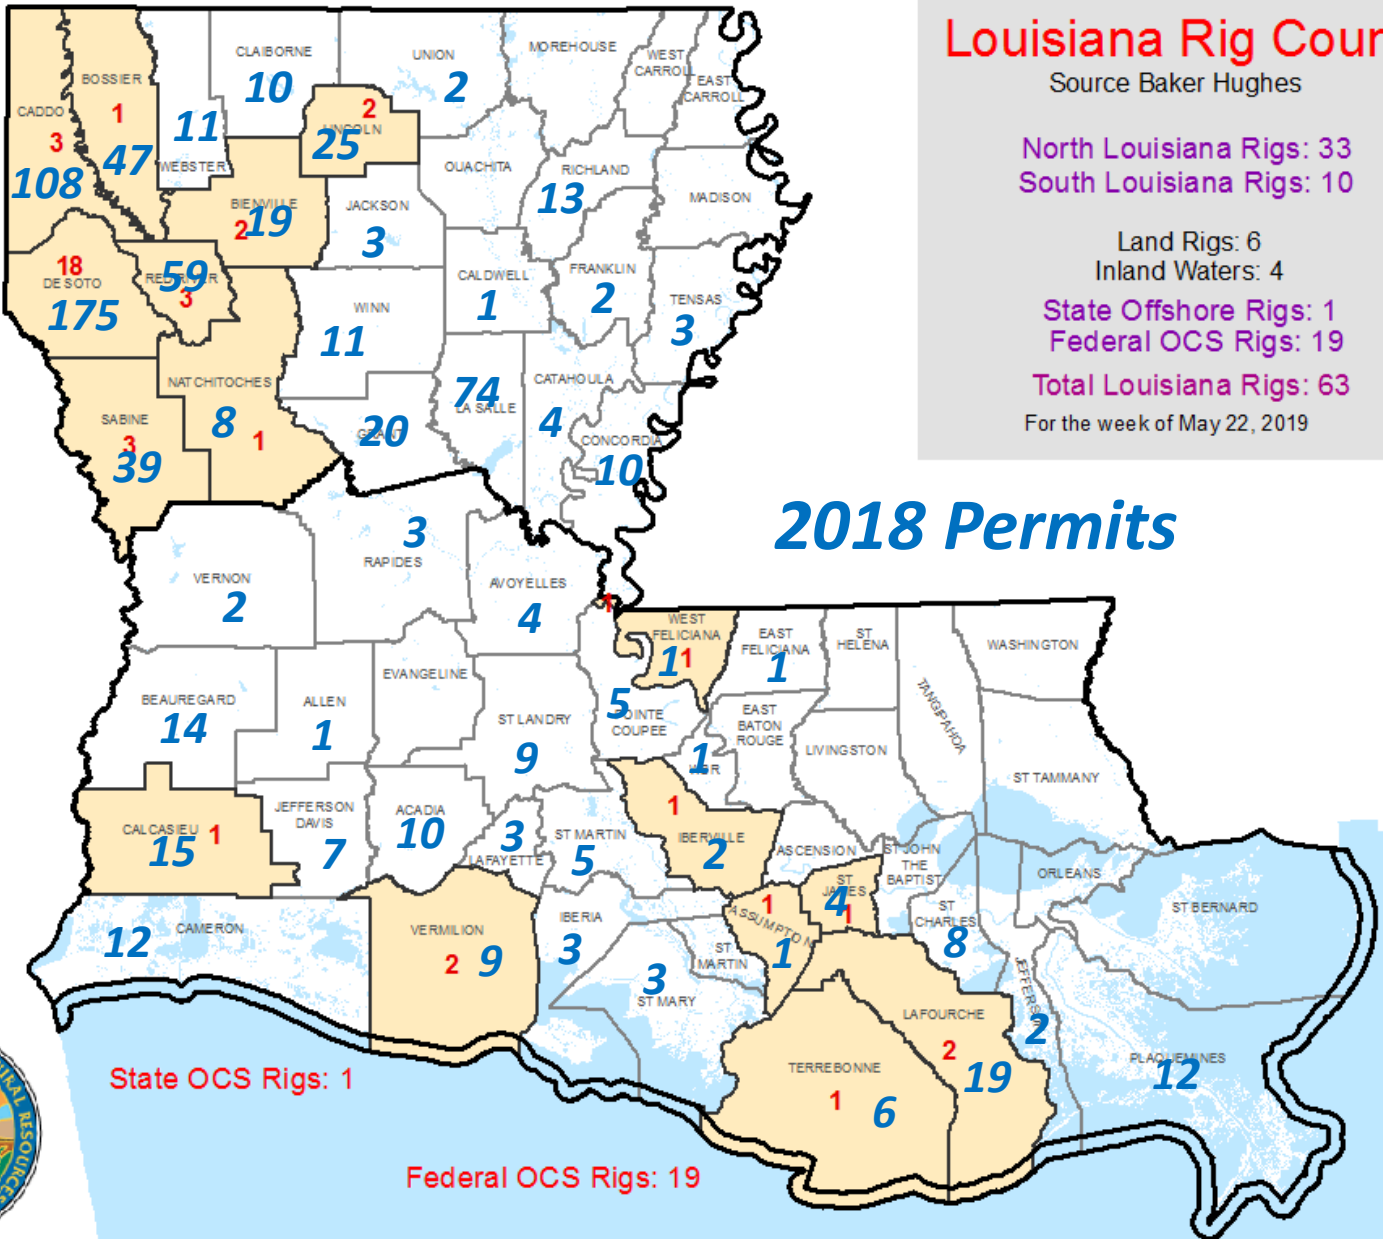 Louisiana Rig Cour
Source Baker Hughes
North Louisiana Rigs: 33
South Louisiana Rigs: 10
Land Rigs: 6
Inland Waters: 4
State Offshore Rigs: 1
Federal OCS Rigs: 19
Total Louisiana Rigs: 63
For the week of May 22, 2019
2018 Permits
CADDO
3
108
BOSSIER
1
47
11
WEBSTER
CLAIBORNE
10
UNION
2
MOREHOUSE
WEST
CARROLL
EAST
CARROLL
2
LINCOLN
25
OUACHITA
RICHLAND
13
MADISON
BIENVILLE
2
19
JACKSON
3
18
DE SOTO
175
RED RIVER
59
3
WINN
11
CALDWELL
1
FRANKLIN
2
TENSAS
3
NATCHITOCHES
8
1
SABINE
3
39
GRANT
20
74
LA SALLE
CATAHOULA
4
CONCORDIA
10
VERNON
2
3
RAPIDES
AVOYELLES
4
1
WEST
FELICIANA
1
1
EAST
FELICIANA
1
ST
HELENA
TANGIPAHOA
WASHINGTON
BEAUREGARD
14
ALLEN
1
EVANGELINE
ST LANDRY
9
5
POINTE
COUPEE
1
WBR
EAST
BATON
ROUGE
LIVINGSTON
ST TAMMANY
CALCASIEU
1
15
JEFFERSON
DAVIS
7
ACADIA
10
3
LAFAYETTE
ST MARTIN
5
1
IBERVILLE
2
ASCENSION
ST JOHN
THE
BAPTIST
ST
JAMES
4
1
ORLEANS
ST BERNARD
CAMERON
12
VERMILION
2
9
IBERIA
3
ST
MARTIN
3
ST MARY
1
ASSUMPTION
1
ST
CHARLES
8
JEFFERSON
2
LAFOURCHE
2
19
TERREBONNE
1
6
PLAQUEMINES
12
State OCS Rigs: 1
Federal OCS Rigs: 19
RAL RESOURCES